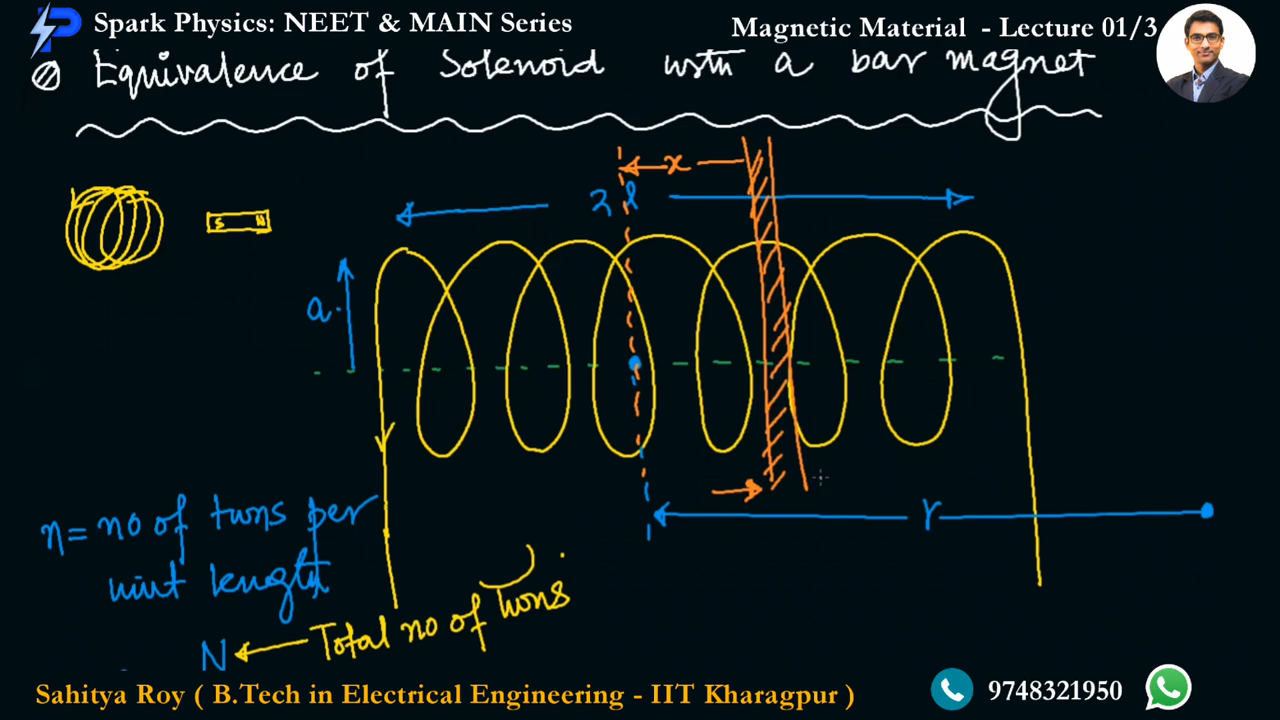 Spark Physics: NEET & MAIN Series
Magnetic Material - Lecture 01/3
Equivalence of Solenoid with a bar magnet
x
2l
S N
a
r
n = no of turns per
unit length
N ← Total no of Turns
Sahitya Roy ( B.Tech in Electrical Engineering - IIT Kharagpur )
9748321950